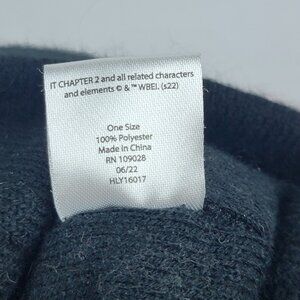 IT CHAPTER 2 and all related characters
and elements © & ™ WBEI. (s22)
One Size
100% Polyester
Made in China
RN 109028
06/22
HLY16017